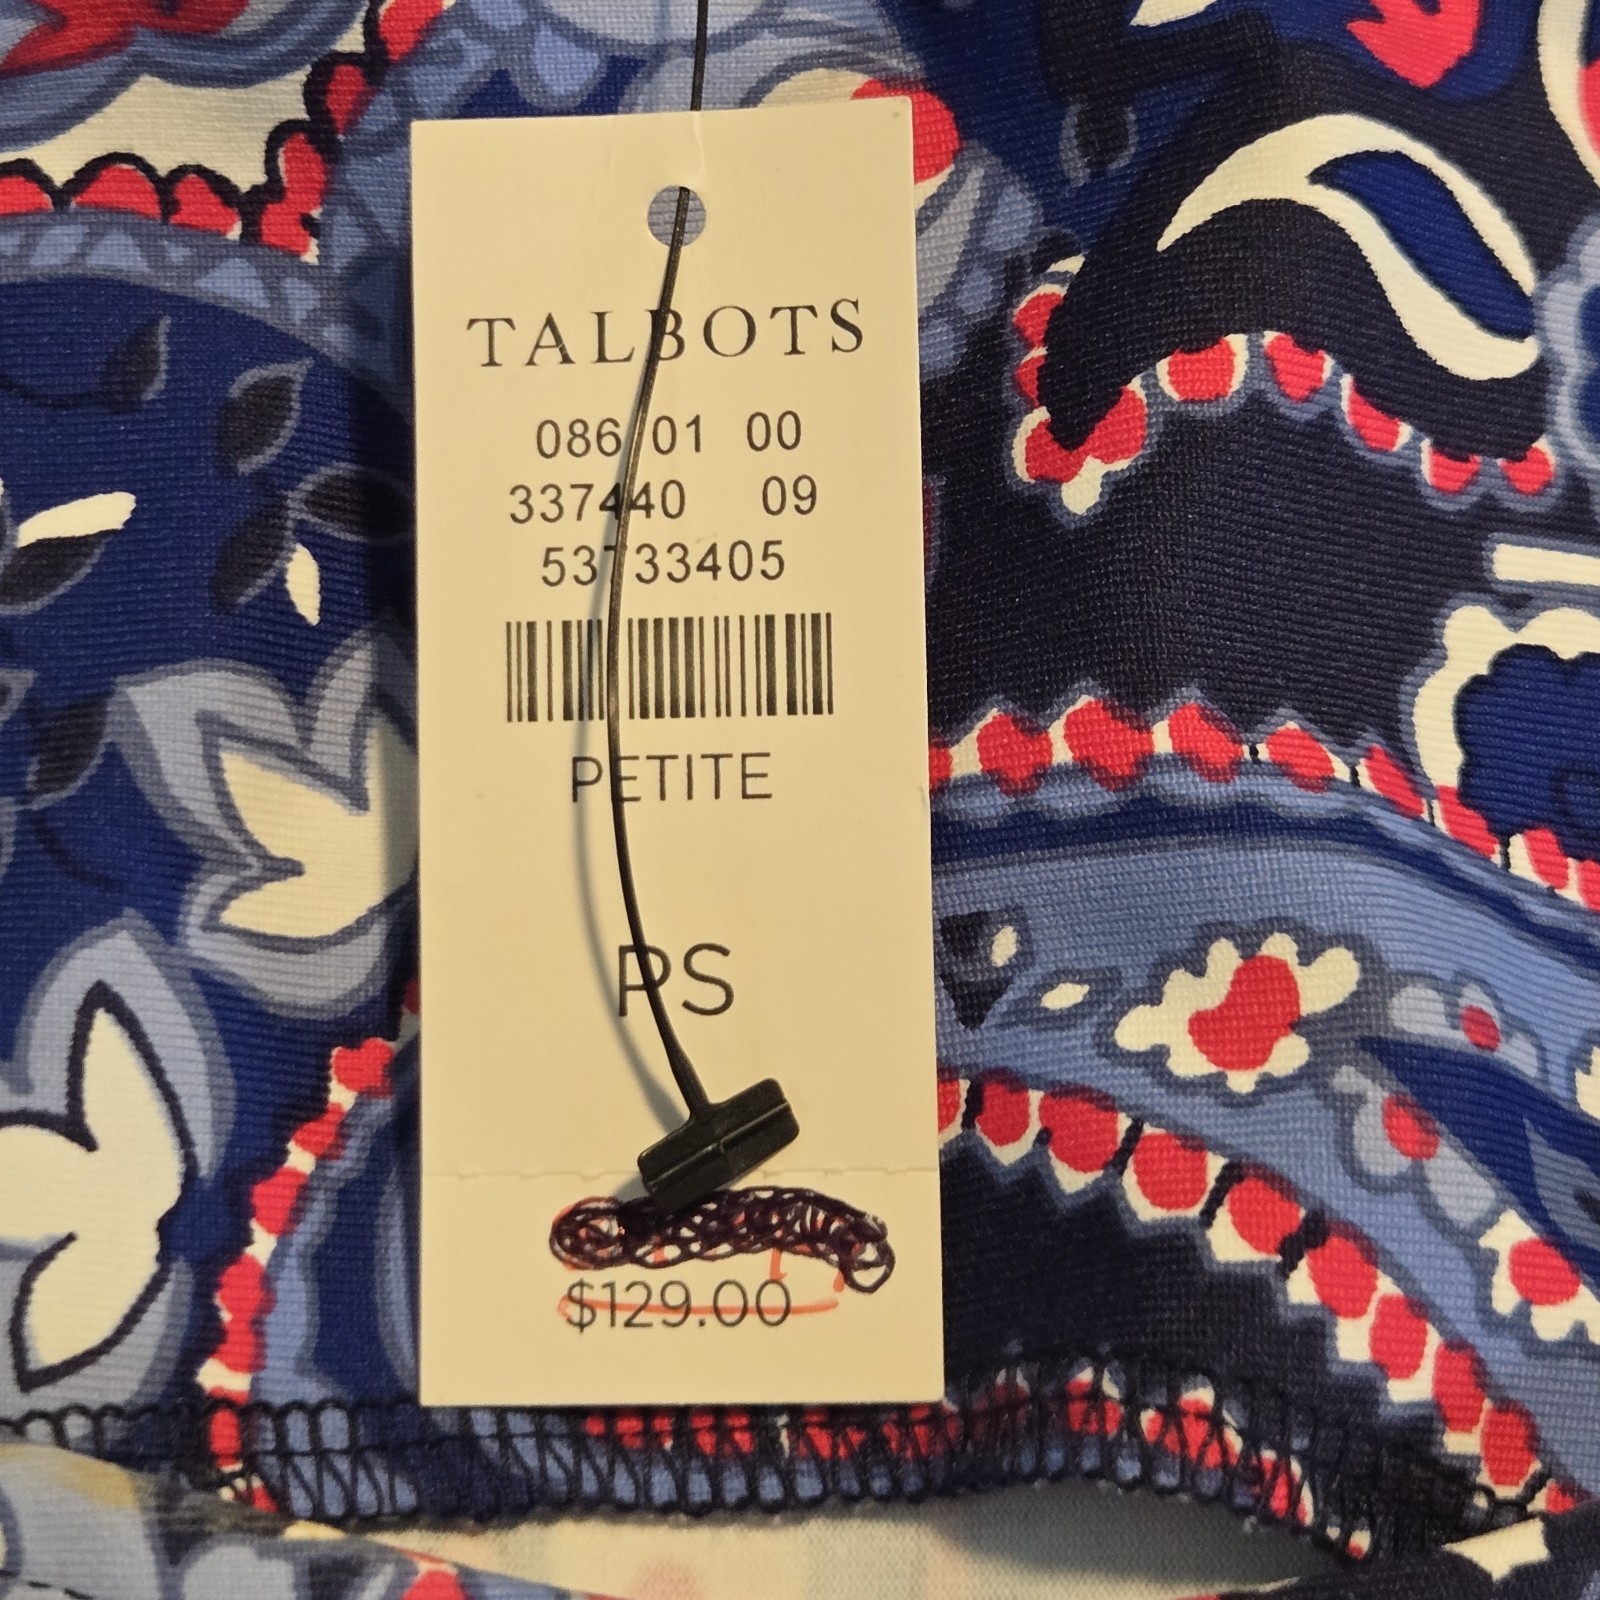 TALBOTS
086 01 00
337440 09
53733405
PETITE
PS
$129.00